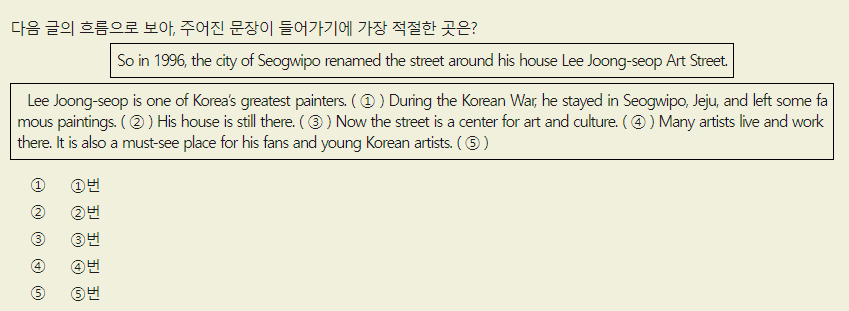 다음 글의 흐름으로 보아, 주어진 문장이 들어가기에 가장 적절한 곳은?
So in 1996, the city of Seogwipo renamed the street around his house Lee Joong-seop Art Street.
Lee Joong-seop is one of Korea's greatest painters. ( ① ) During the Korean War, he stayed in Seogwipo, Jeju, and left some fa
mous paintings. ( ② ) His house is still there. ( ③ ) Now the street is a center for art and culture. ( ④ ) Many artists live and work
there. It is also a must-see place for his fans and young Korean artists. ( ⑤ )
① ①번
② ②번
③ ③번
④ ④번
⑤ ⑤번